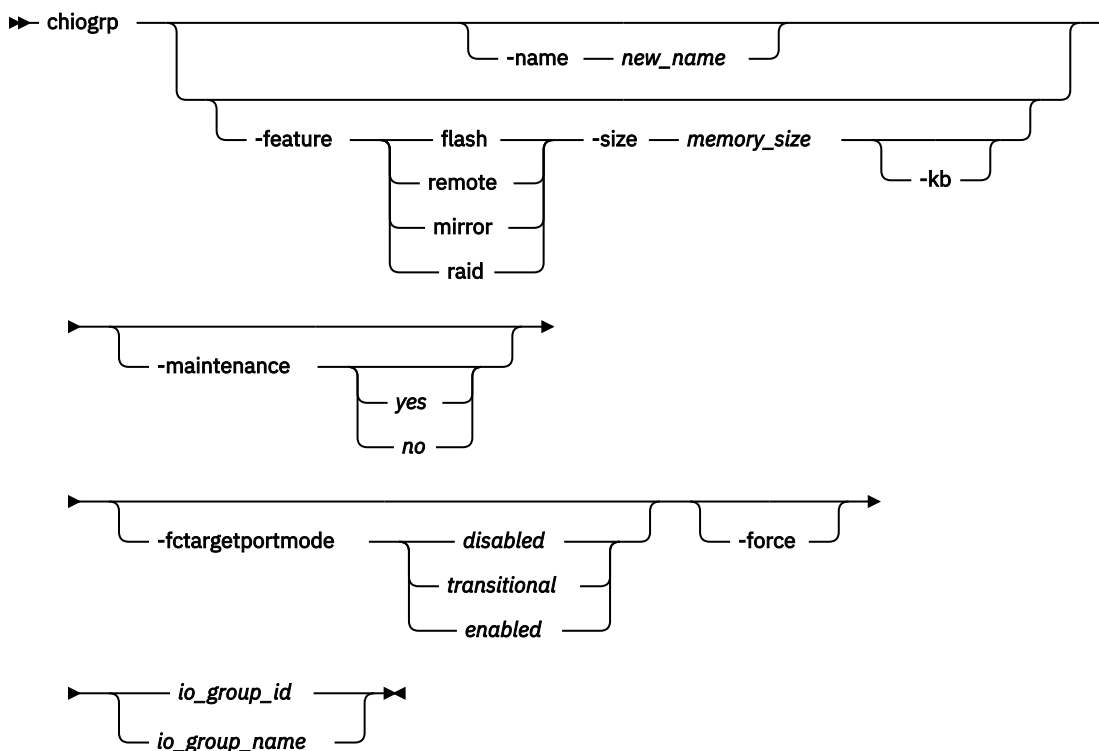 chiogrp
-name new_name
-feature flash -size memory_size
remote -kb
mirror
raid
-maintenance
yes
no
-fctargetportmode disabled -force
transitional
enabled
io_group_id
io_group_name